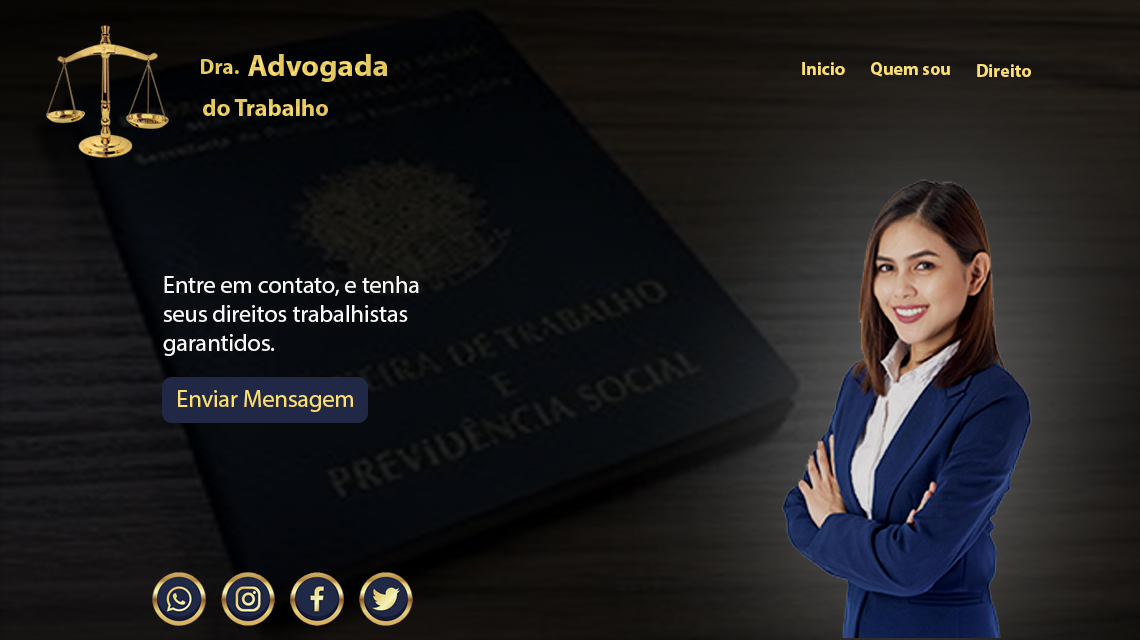 Dra. Advogada
do Trabalho
Inicio Quem sou Direito
Entre em contato, e tenha
seus direitos trabalhistas
garantidos.
Enviar Mensagem
DE TRABALHO
E
PREVIDÊNCIA SOCIAL